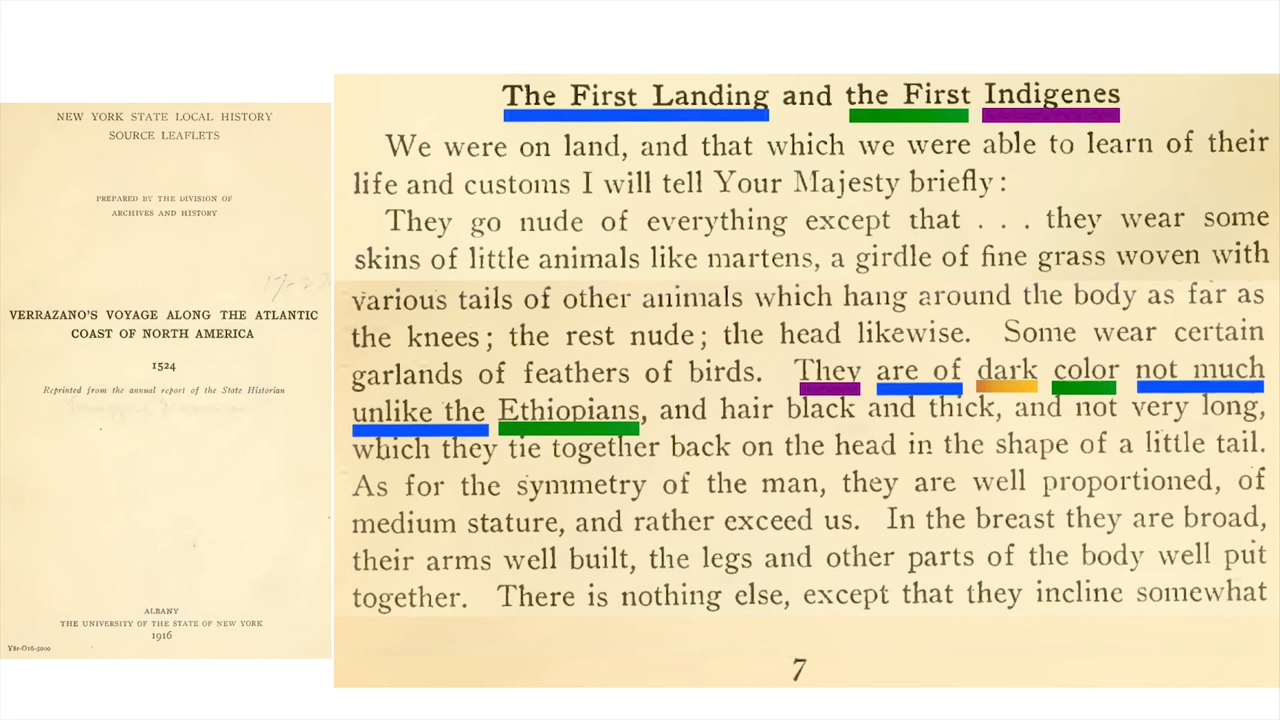 NEW YORK STATE LOCAL HISTORY
SOURCE LEAFLETS
PREPARED BY THE DIVISION OF
ARCHIVES AND HISTORY
VERRAZANO'S VOYAGE ALONG THE ATLANTIC
COAST OF NORTH AMERICA
1524
Reprinted from the annual report of the State Historian
ALBANY
THE UNIVERSITY OF THE STATE OF NEW YORK
1916
Y8r-O16-5000
The First Landing and the First Indigenes
We were on land, and that which we were able to learn of their
life and customs I will tell Your Majesty briefly:
They go nude of everything except that . . . they wear some
skins of little animals like martens, a girdle of fine grass woven with
various tails of other animals which hang around the body as far as
the knees; the rest nude; the head likewise. Some wear certain
garlands of feathers of birds. They are of dark color not much
unlike the Ethiopians, and hair black and thick, and not very long,
which they tie together back on the head in the shape of a little tail.
As for the symmetry of the man, they are well proportioned, of
medium stature, and rather exceed us. In the breast they are broad,
their arms well built, the legs and other parts of the body well put
together. There is nothing else, except that they incline somewhat
7